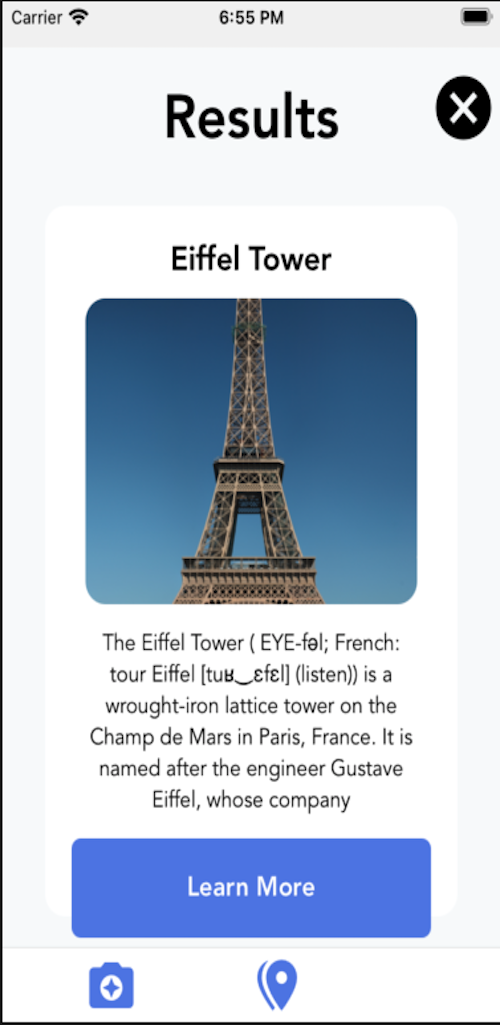 Carrier
6:55 PM
Results
Eiffel Tower
The Eiffel Tower ( EYE-fəl; French:
tour Eiffel [tuʁ‿ɛfɛl] (listen)) is a
wrought-iron lattice tower on the
Champ de Mars in Paris, France. It is
named after the engineer Gustave
Eiffel, whose company
Learn More